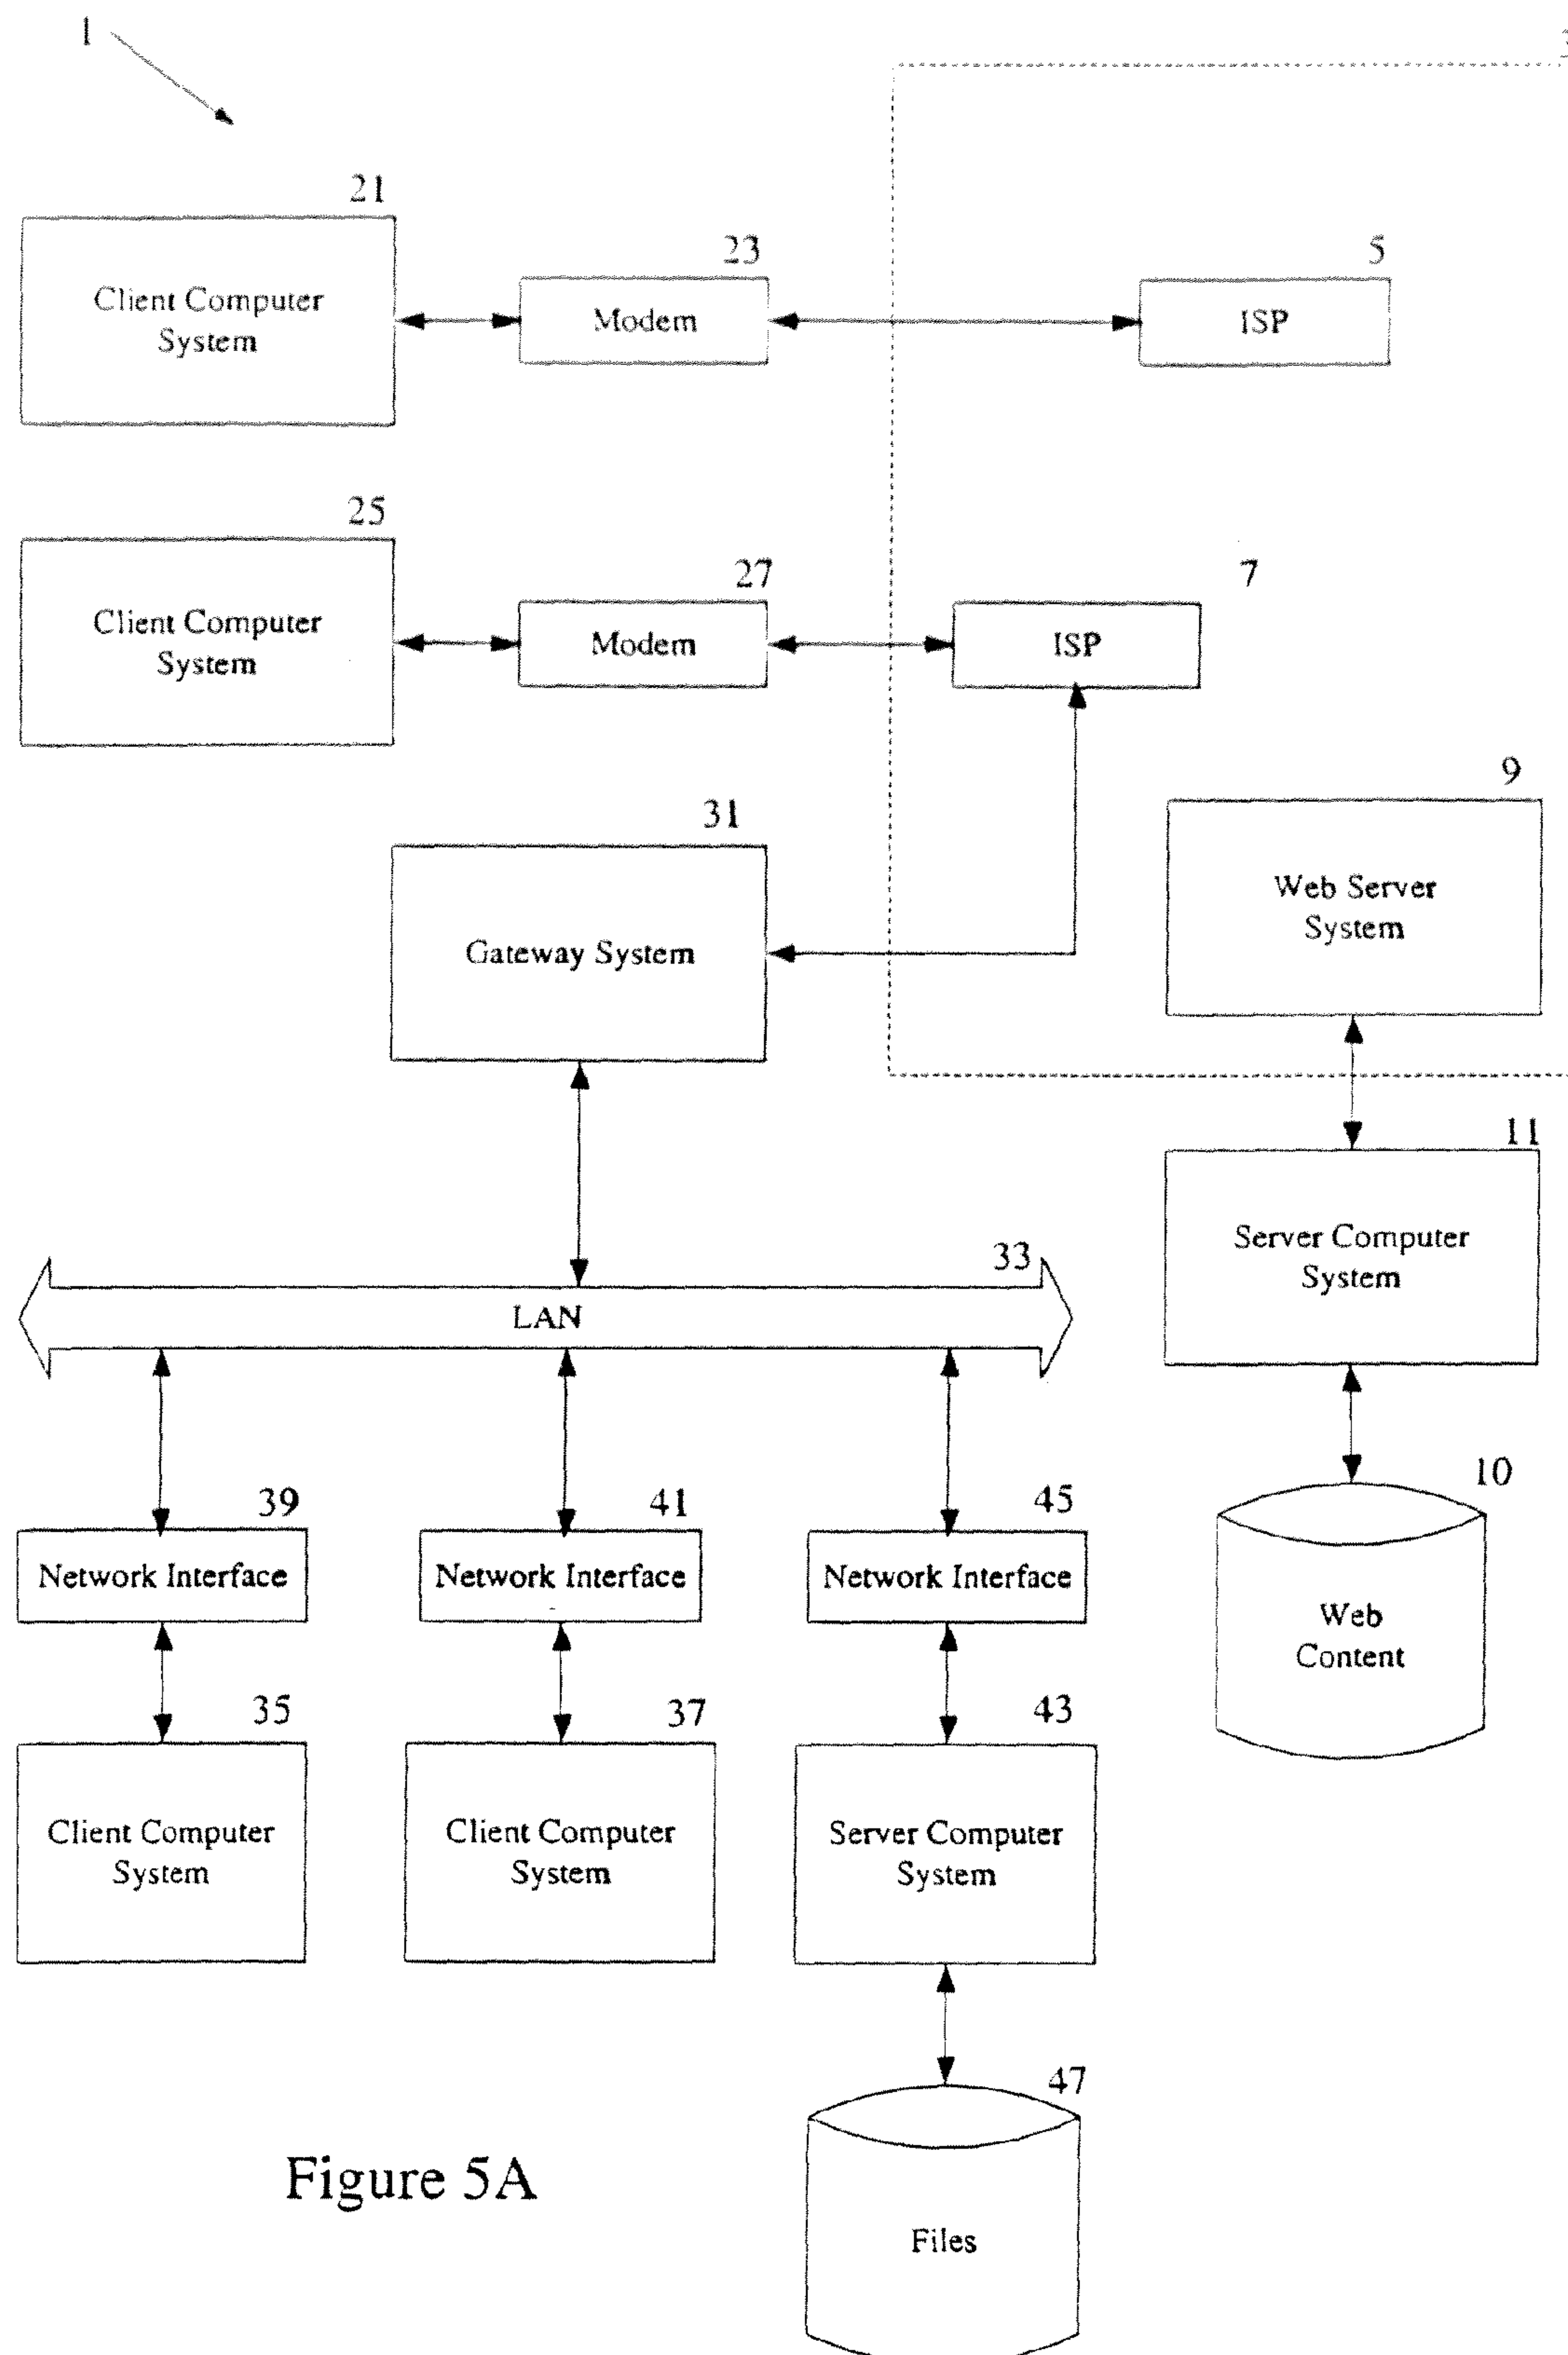 1
3
21
Client Computer
System
23
Modem
5
ISP
25
Client Computer
System
27
Modem
7
ISP
31
Gateway System
9
Web Server
System
11
Server Computer
System
33
LAN
10
Web
Content
39
Network Interface
41
Network Interface
45
Network Interface
35
Client Computer
System
37
Client Computer
System
43
Server Computer
System
47
Files
Figure 5A